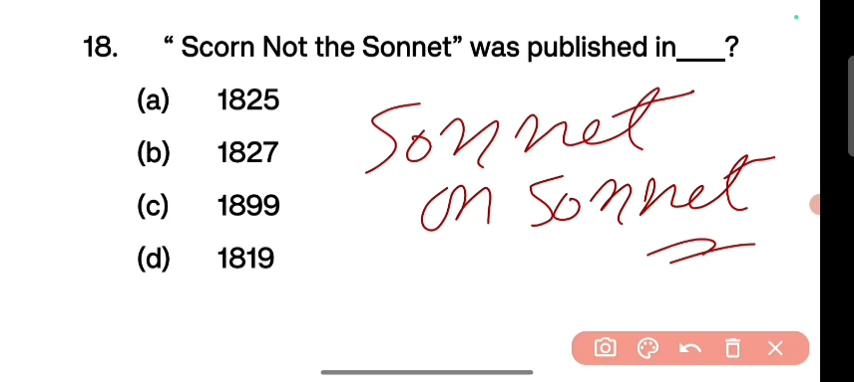 18. “ Scorn Not the Sonnet” was published in___?
(a) 1825
(b) 1827
(c) 1899
(d) 1819
Sonnet
on Sonnet